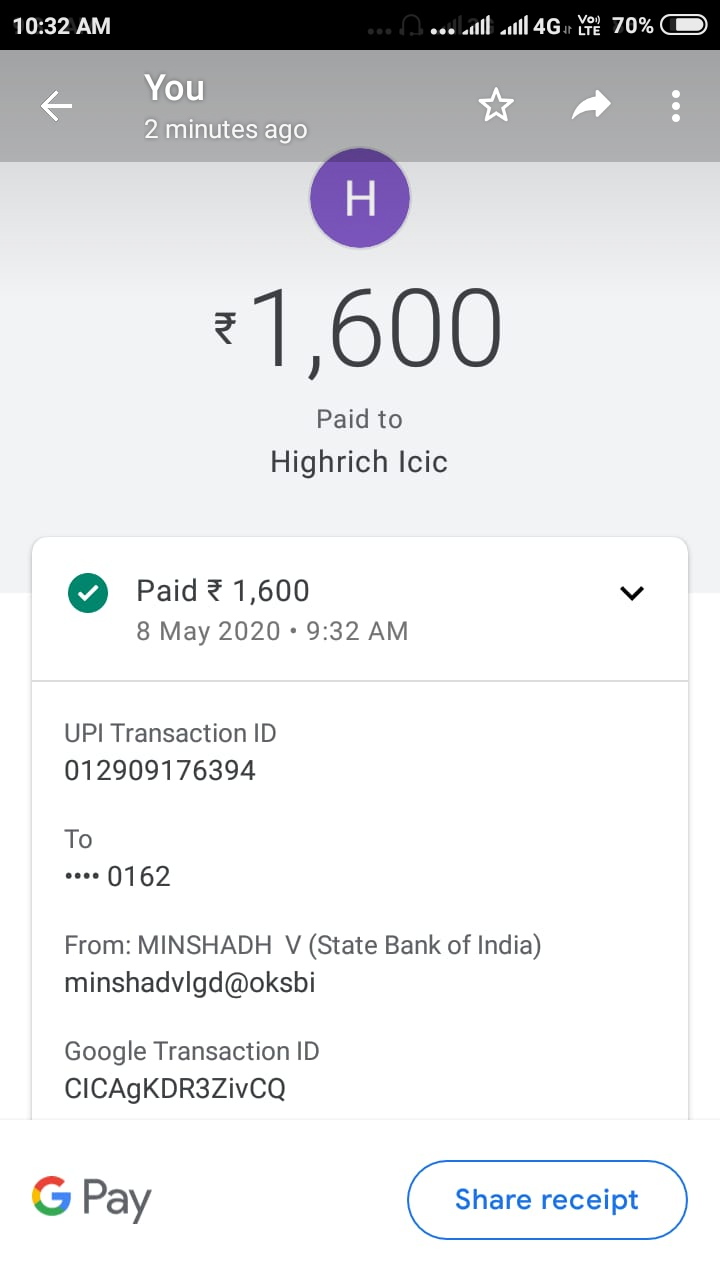 10:32 AM 4G VoLTE 70%
You
2 minutes ago
H
₹1,600
Paid to
Highrich Icic
Paid ₹ 1,600
8 May 2020 • 9:32 AM
UPI Transaction ID
012909176394
To
•••• 0162
From: MINSHADH  V (State Bank of India)
minshadvlgd@oksbi
Google Transaction ID
CICAgKDR3ZivCQ
G Pay
Share receipt